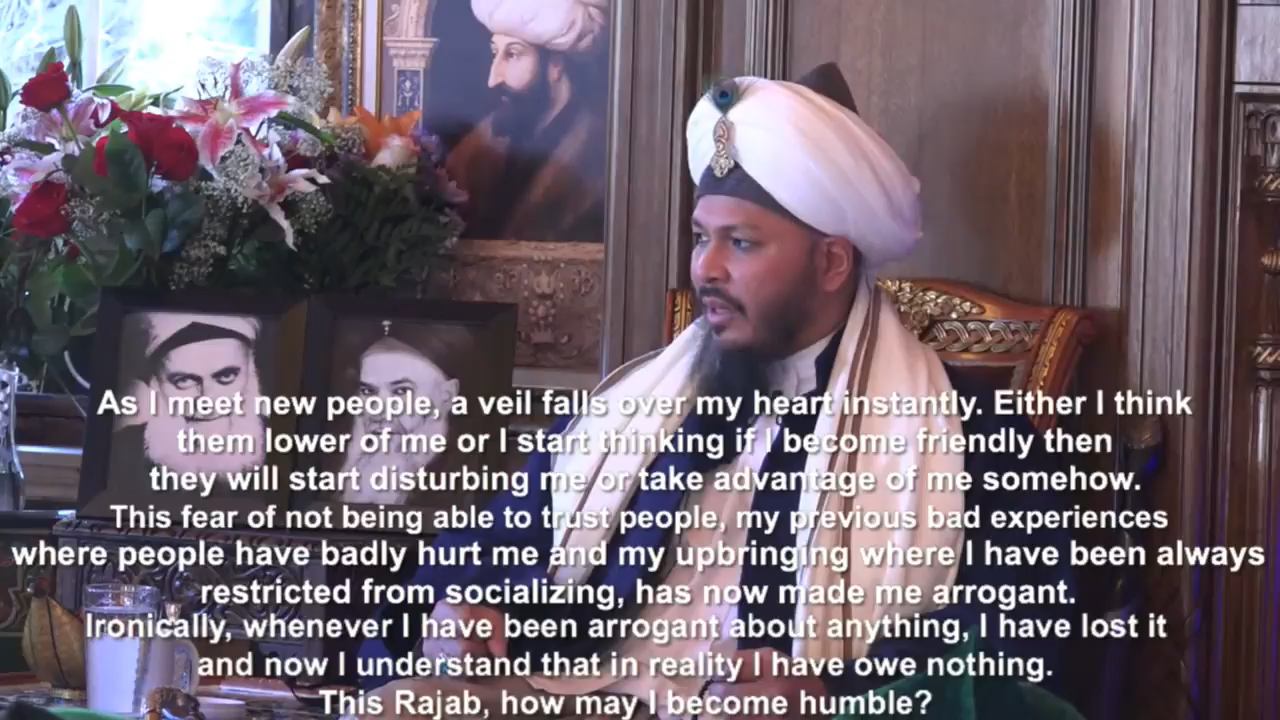 As I meet new people, a veil falls over my heart instantly. Either I think
them lower of me or I start thinking if I become friendly then
they will start disturbing me or take advantage of me somehow.
This fear of not being able to trust people, my previous bad experiences
where people have badly hurt me and my upbringing where I have been always
restricted from socializing, has now made me arrogant.
Ironically, whenever I have been arrogant about anything, I have lost it
and now I understand that in reality I have owe nothing.
This Rajab, how may I become humble?